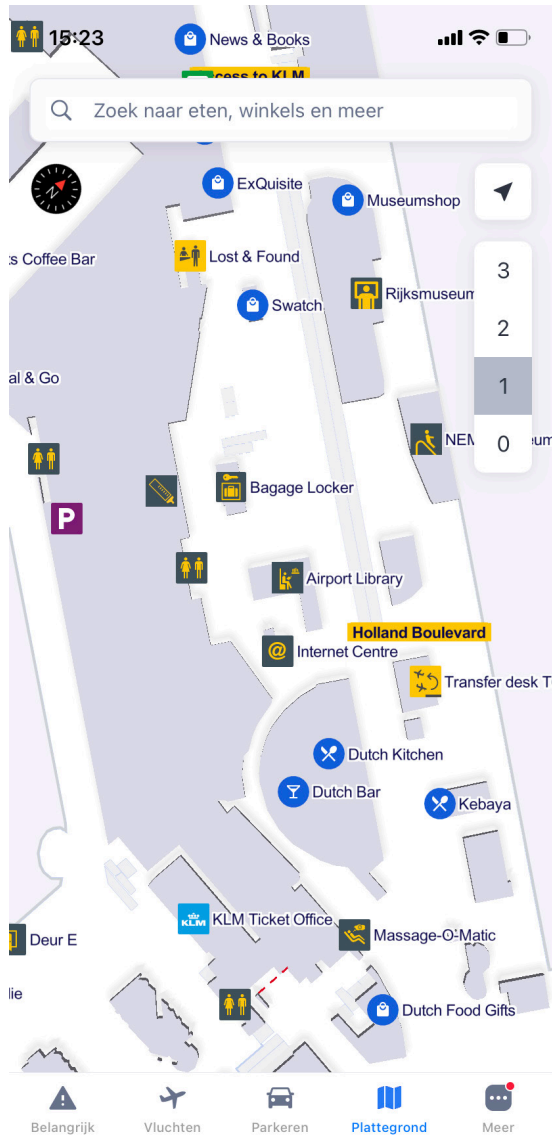 15:23
News & Books
ccess to KLM
Zoek naar eten, winkels en meer
ExQuisite
Museumshop
N
s Coffee Bar
Lost & Found
3
Rijksmuseum
Swatch
2
al & Go
1
NEM
0
eum
P
Bagage Locker
Airport Library
Holland Boulevard
@
Internet Centre
Transfer desk T
Dutch Kitchen
Dutch Bar
Kebaya
KLM
KLM Ticket Office
Massage-O-Matic
Deur E
lie
Dutch Food Gifts
Belangrijk
Vluchten
Parkeren
Plattegrond
Meer